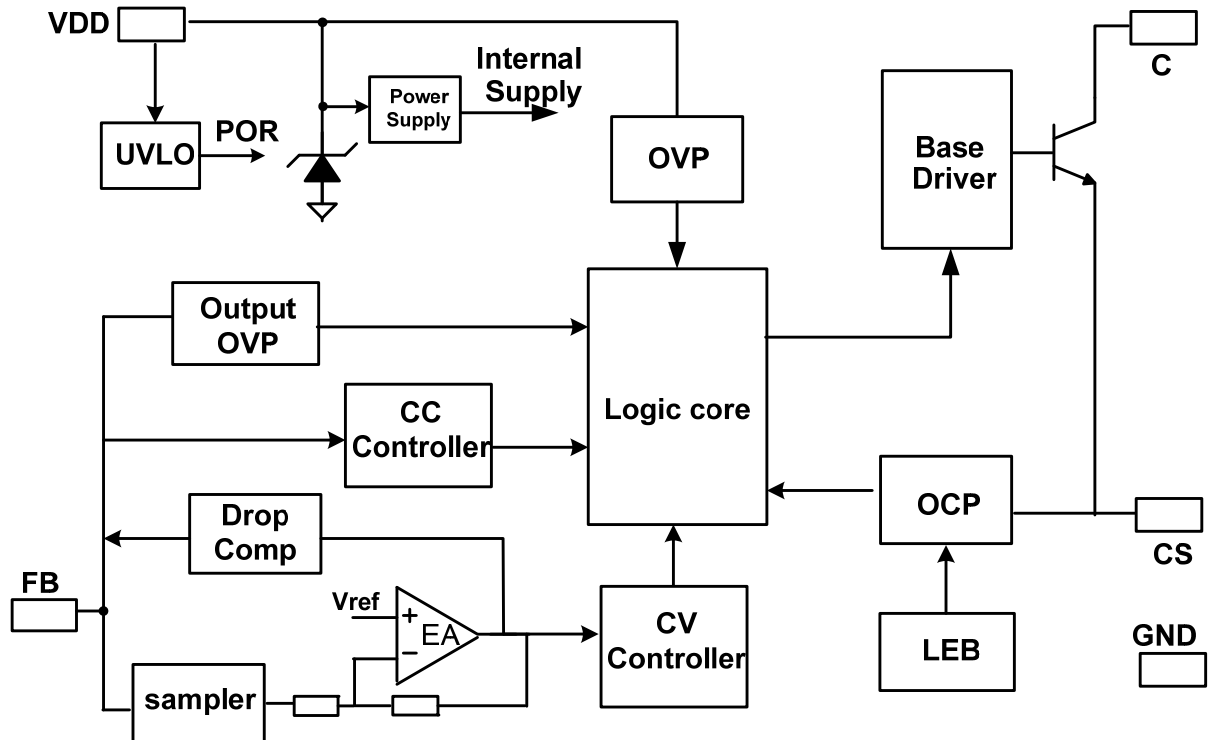 VDD
C
Internal
Supply
Power
Supply
POR
UVLO
OVP
Base
Driver
Output
OVP
CC
Controller
Logic core
OCP
CS
Drop
Comp
FB
Vref
+
EA
−
CV
Controller
LEB
GND
sampler